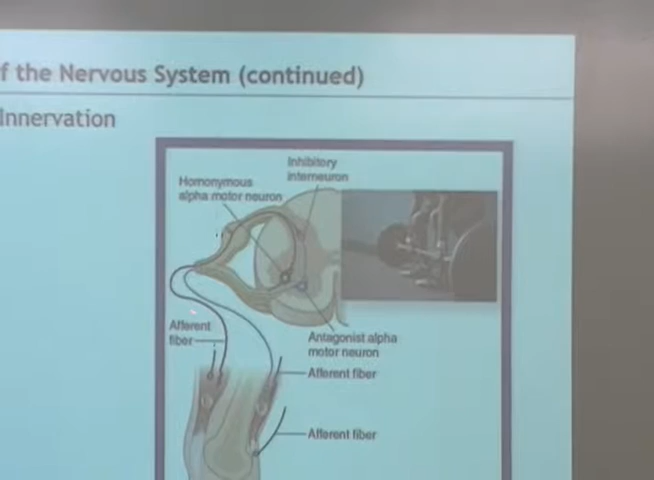 f the Nervous System (continued)
Innervation
Inhibitory
interneuron
Homonymous
alpha motor neuron
Afferent
fiber
Antagonist alpha
motor neuron
Afferent fiber
Afferent fiber